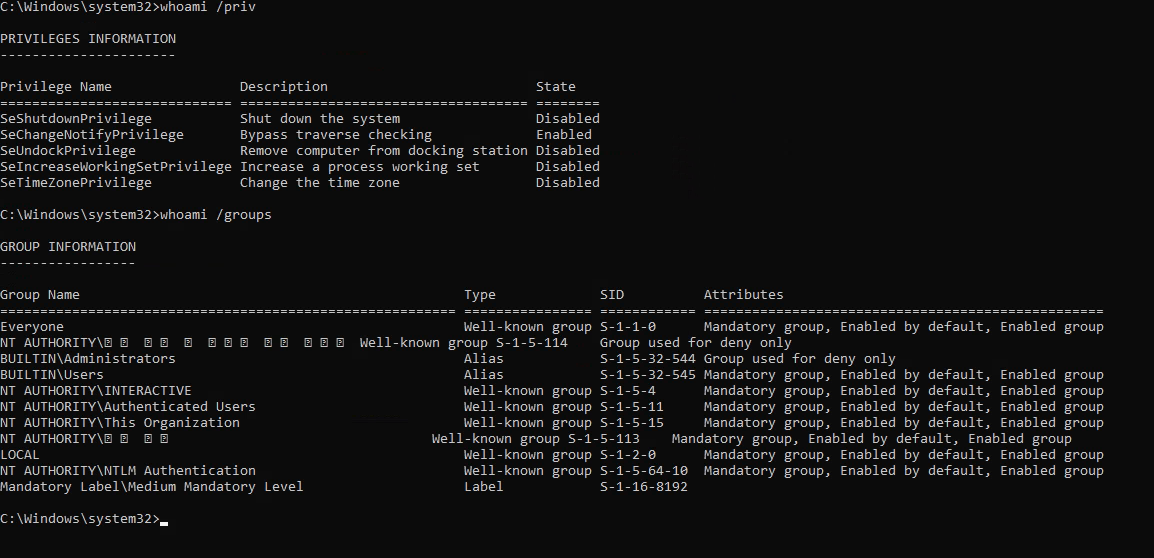 C:\Windows\system32>whoami /priv
PRIVILEGES INFORMATION
----------------------
Privilege Name Description State
============================= ==================================== ========
SeShutdownPrivilege Shut down the system Disabled
SeChangeNotifyPrivilege Bypass traverse checking Enabled
SeUndockPrivilege Remove computer from docking station Disabled
SeIncreaseWorkingSetPrivilege Increase a process working set Disabled
SeTimeZonePrivilege Change the time zone Disabled
C:\Windows\system32>whoami /groups
GROUP INFORMATION
-----------------
Group Name Type SID Attributes
========================================================= ================ ============ ==================================================
Everyone Well-known group S-1-1-0 Mandatory group, Enabled by default, Enabled group
NT AUTHORITY\ Well-known group S-1-5-114 Group used for deny only
BUILTIN\Administrators Alias S-1-5-32-544 Group used for deny only
BUILTIN\Users Alias S-1-5-32-545 Mandatory group, Enabled by default, Enabled group
NT AUTHORITY\INTERACTIVE Well-known group S-1-5-4 Mandatory group, Enabled by default, Enabled group
NT AUTHORITY\Authenticated Users Well-known group S-1-5-11 Mandatory group, Enabled by default, Enabled group
NT AUTHORITY\This Organization Well-known group S-1-5-15 Mandatory group, Enabled by default, Enabled group
NT AUTHORITY\ Well-known group S-1-5-113 Mandatory group, Enabled by default, Enabled group
LOCAL Well-known group S-1-2-0 Mandatory group, Enabled by default, Enabled group
NT AUTHORITY\NTLM Authentication Well-known group S-1-5-64-10 Mandatory group, Enabled by default, Enabled group
Mandatory Label\Medium Mandatory Level Label S-1-16-8192
C:\Windows\system32>